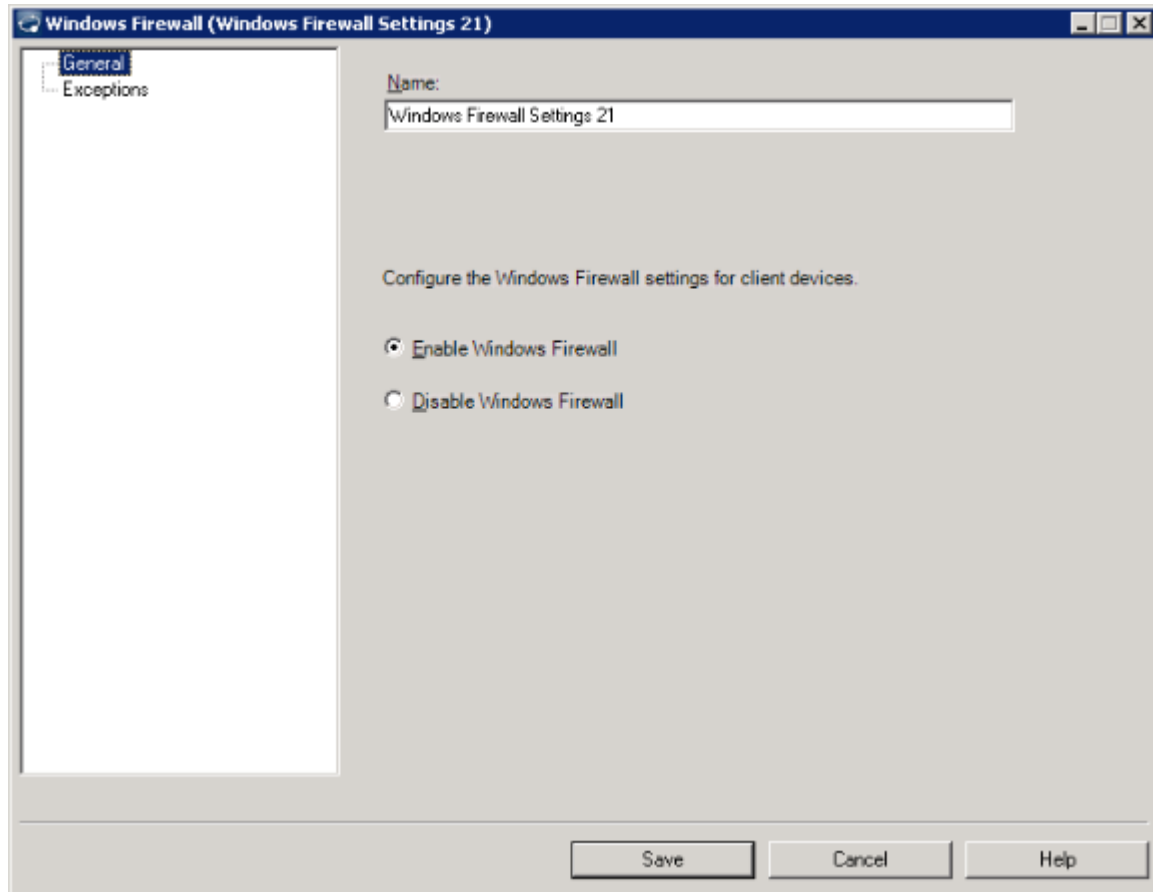 Windows Firewall (Windows Firewall Settings 21)
General
Exceptions
Name:
Windows Firewall Settings 21
Configure the Windows Firewall settings for client devices.
Enable Windows Firewall
Disable Windows Firewall
Save Cancel Help